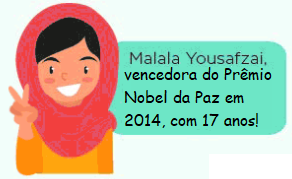 Malala Yousafzai,
vencedora do Prêmio
Nobel da Paz em
2014, com 17 anos!